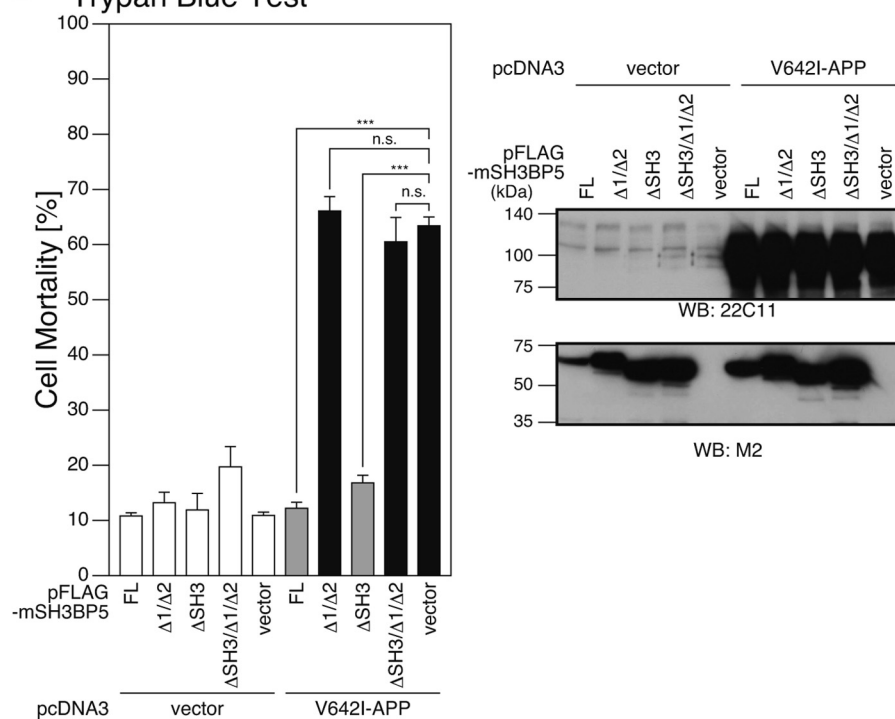 Trypan Blue Test
Cell Mortality [%]
100
90
80
70
60
50
40
30
20
10
0
***
n.s.
***
n.s.
pFLAG
-mSH3BP5
FL
Δ1/Δ2
ΔSH3
ΔSH3/Δ1/Δ2
vector
FL
Δ1/Δ2
ΔSH3
ΔSH3/Δ1/Δ2
vector
pcDNA3 vector V642I-APP
pcDNA3 vector V642I-APP
pFLAG
-mSH3BP5
(kDa)
FL
Δ1/Δ2
ΔSH3
ΔSH3/Δ1/Δ2
vector
FL
Δ1/Δ2
ΔSH3
ΔSH3/Δ1/Δ2
vector
140
100
75
WB: 22C11
75
50
35
WB: M2